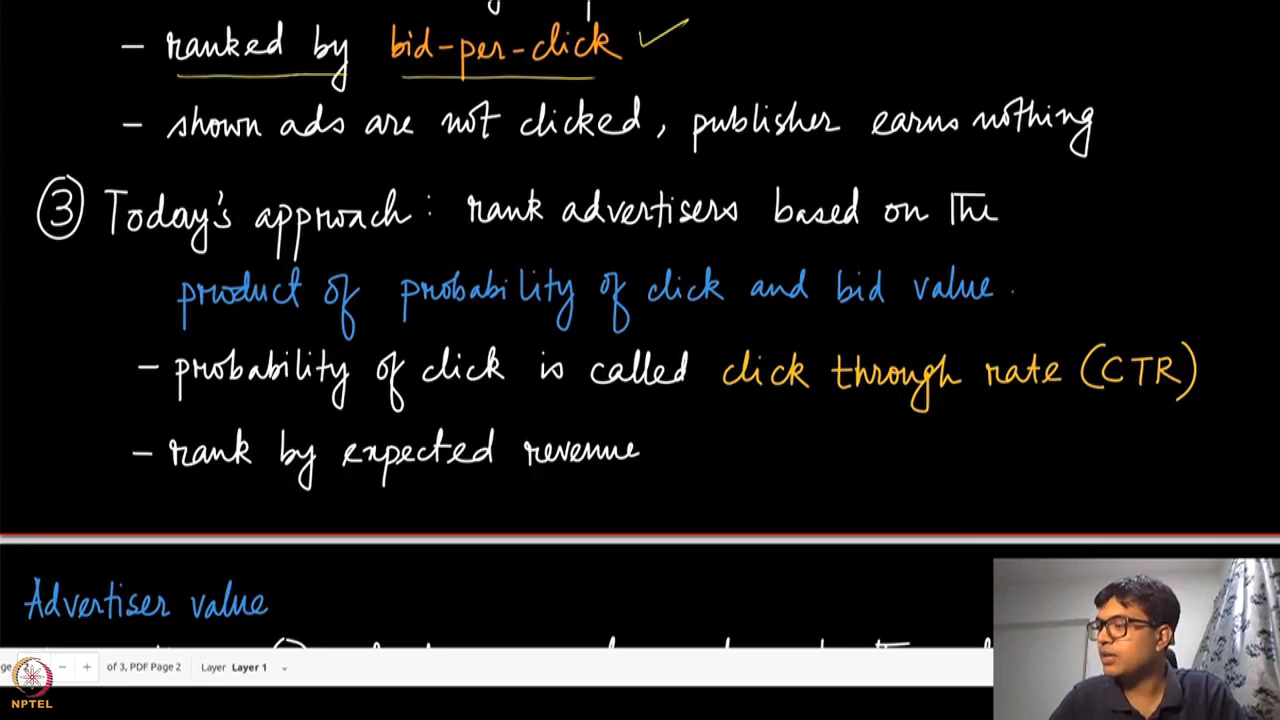 - ranked by bid-per-click ✓
- shown ads are not clicked, publisher earns nothing
③ Today's approach: rank advertisers based on the
product of probability of click and bid value.
- probability of click is called click through rate (CTR)
- rank by expected revenue
Advertiser value
of 3, PDF Page 2 Layer Layer 1
NPTEL